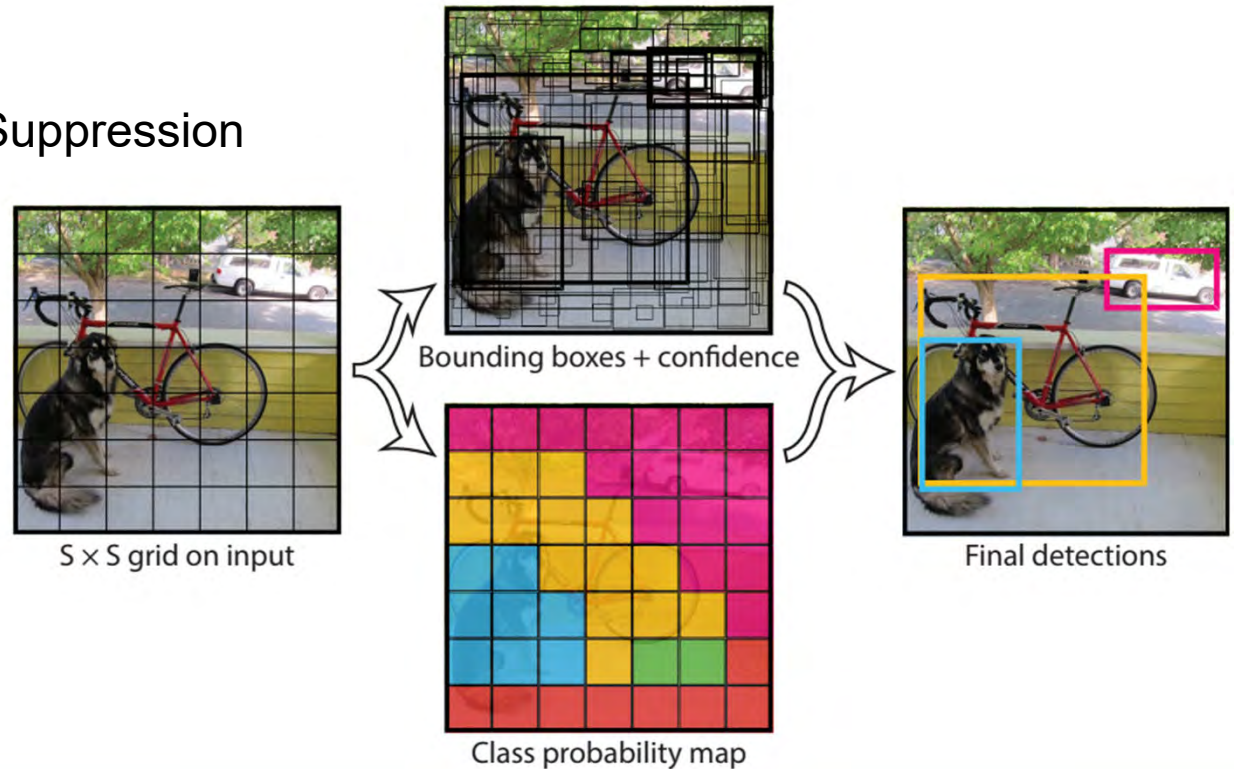 Suppression
Bounding boxes + confidence
S × S grid on input
Final detections
Class probability map